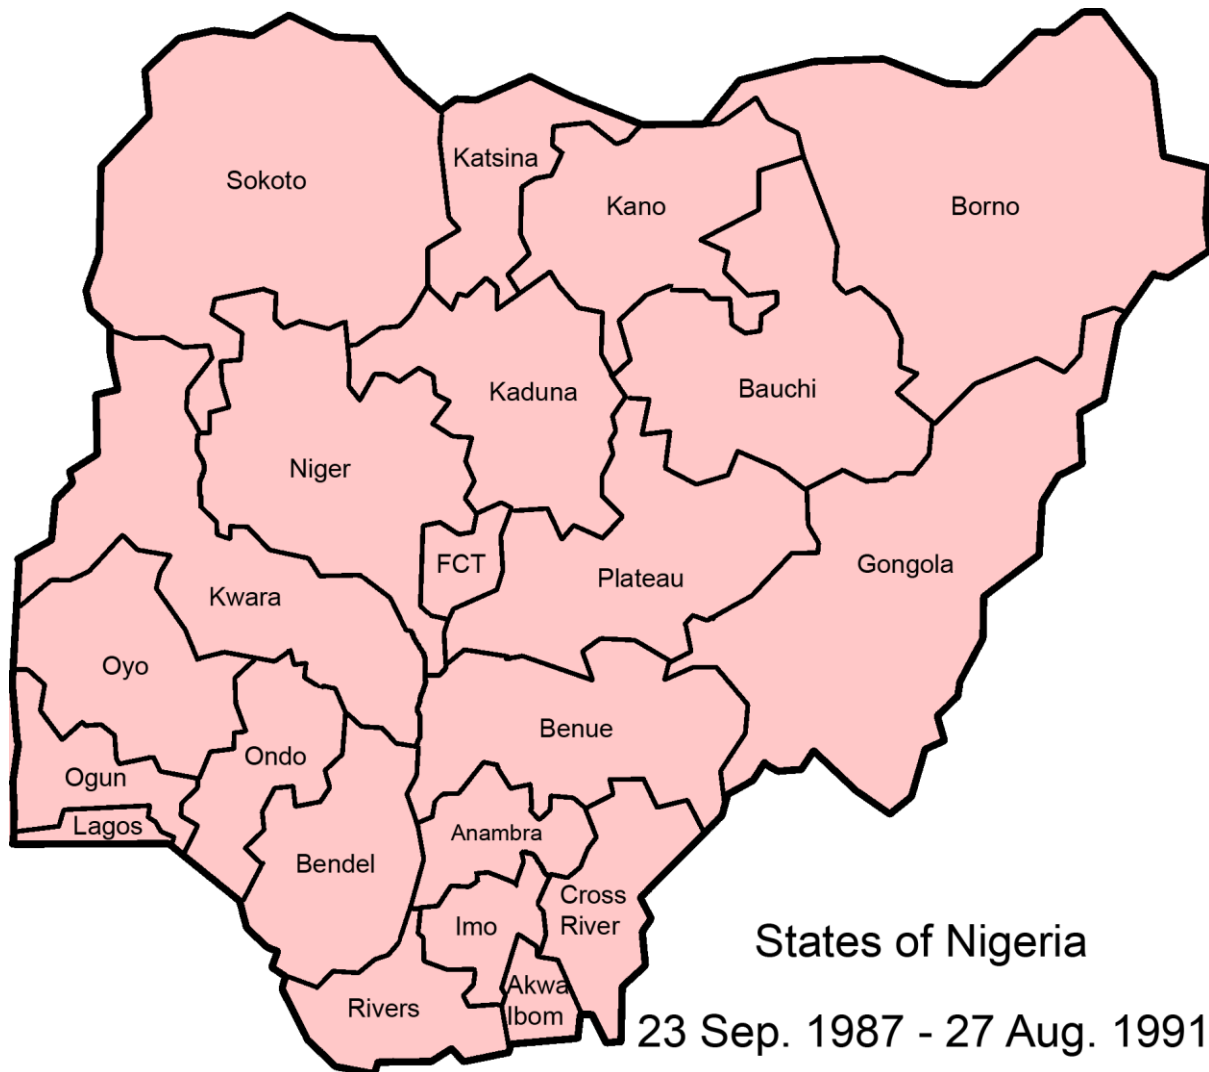 Katsina
Sokoto
Kano
Borno
Kaduna
Bauchi
Niger
FCT
Plateau
Gongola
Kwara
Oyo
Benue
Ondo
Ogun
Lagos
Anambra
Bendel
Cross
River
Imo
Akwa
Ibom
Rivers
States of Nigeria
23 Sep. 1987 - 27 Aug. 1991